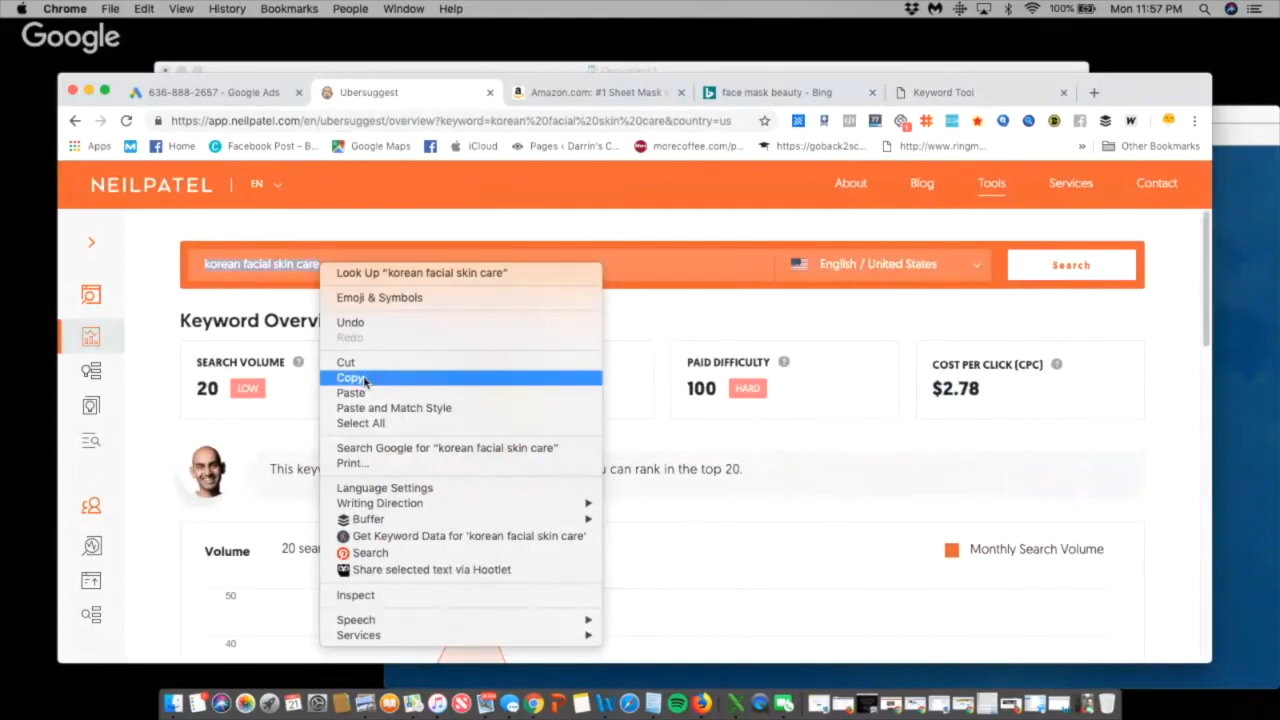 Chrome File Edit View History Bookmarks People Window Help 100% Mon 11:57 PM
Google
636-888-2657 - Google Ads Ubersuggest Amazon.com: #1 Sheet Mask face mask beauty - Bing Keyword Tool
https://app.neilpatel.com/en/ubersuggest/overview?keyword=korean%20facial%20skin%20care&country=us
Apps Home Facebook Post – B... Google Maps iCloud Pages ‹ Darrin's C... morecoffee.com/p... https://goback2sc... http://www.ringm... » Other Bookmarks
NEILPATEL | EN About Blog Tools Services Contact
korean facial skin care English / United States Search
Look Up “korean facial skin care”
Emoji & Symbols
Undo
Redo
Cut
Copy
Paste
Paste and Match Style
Select All
Search Google for “korean facial skin care”
Print...
Language Settings
Writing Direction
Buffer
Get Keyword Data for 'korean facial skin care'
Search
Share selected text via Hootlet
Inspect
Speech
Services
Keyword Overvi
SEARCH VOLUME PAID DIFFICULTY COST PER CLICK (CPC)
20 LOW 100 HARD $2.78
This key u can rank in the top 20.
Volume 20 sear Monthly Search Volume
50
40